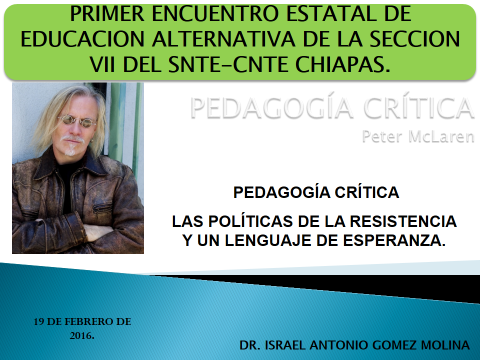 PRIMER ENCUENTRO ESTATAL DE
EDUCACION ALTERNATIVA DE LA SECCION
VII DEL SNTE-CNTE CHIAPAS.
PEDAGOGÍA CRÍTICA
Peter McLaren
PEDAGOGÍA CRÍTICA
LAS POLÍTICAS DE LA RESISTENCIA
Y UN LENGUAJE DE ESPERANZA.
19 DE FEBRERO DE
2016.
DR. ISRAEL ANTONIO GOMEZ MOLINA